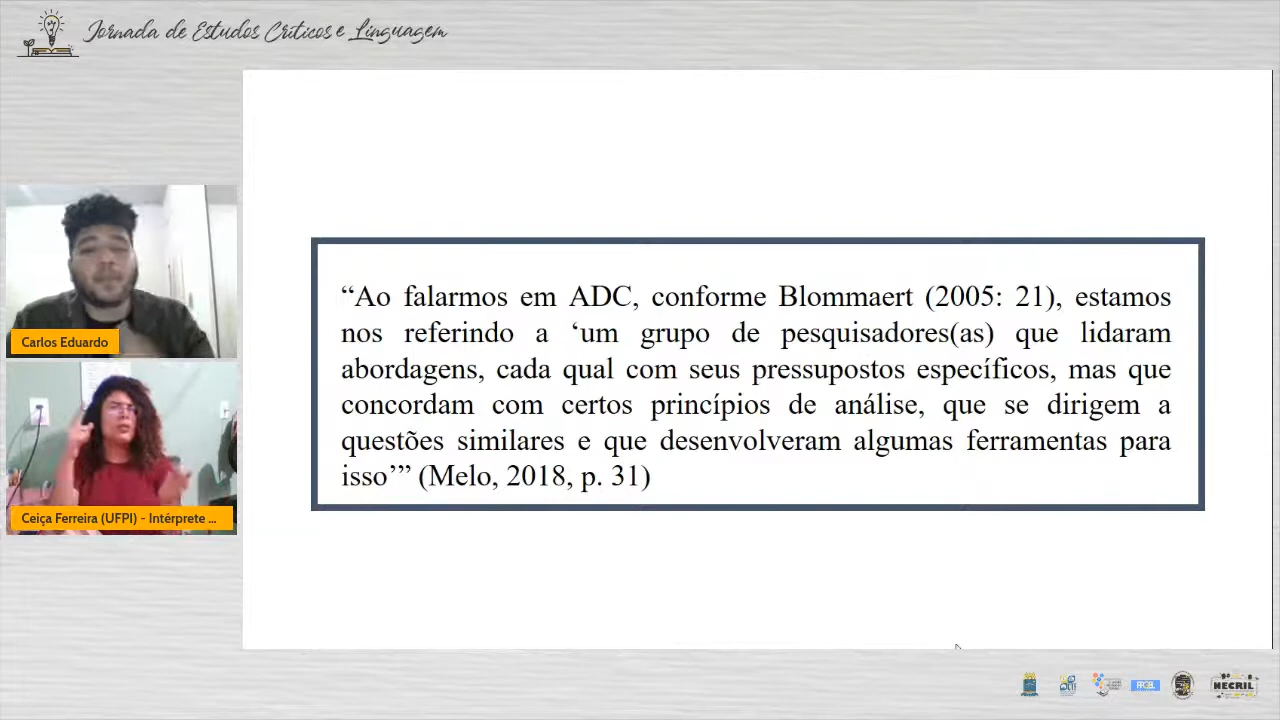 Jornada de Estudos Críticos e Linguagem
“Ao falarmos em ADC, conforme Blommaert (2005: 21), estamos
nos referindo a ‘um grupo de pesquisadores(as) que lidaram
abordagens, cada qual com seus pressupostos específicos, mas que
concordam com certos princípios de análise, que se dirigem a
questões similares e que desenvolveram algumas ferramentas para
isso’” (Melo, 2018, p. 31)
Carlos Eduardo
Ceiça Ferreira (UFPI) - Intérprete ...
NECRIL